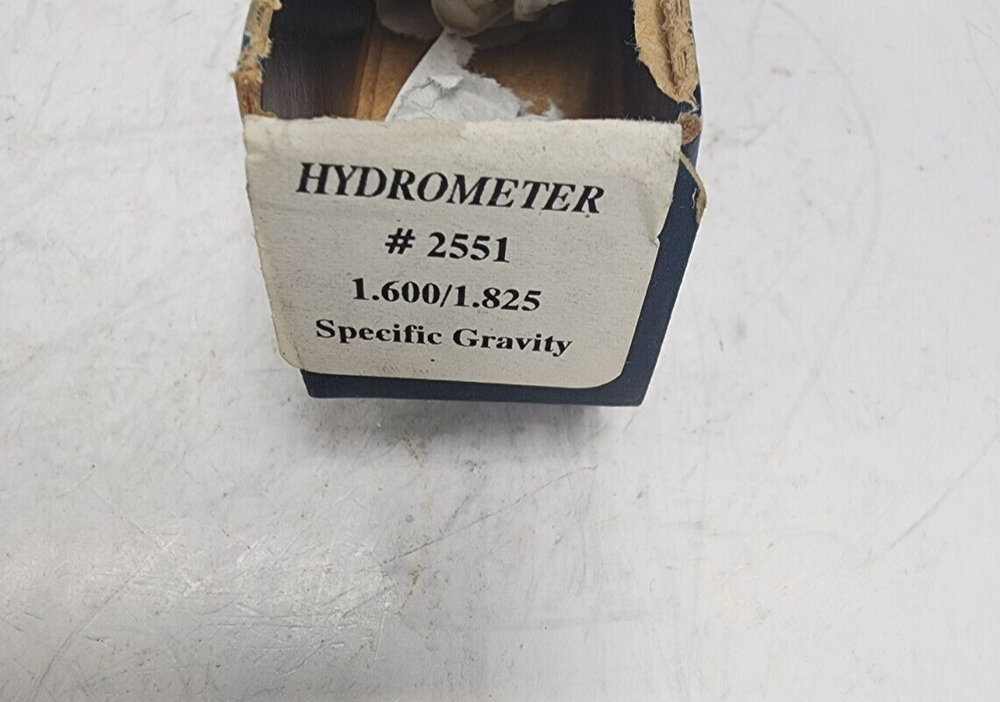 HYDROMETER
# 2551
1.600/1.825
Specific Gravity